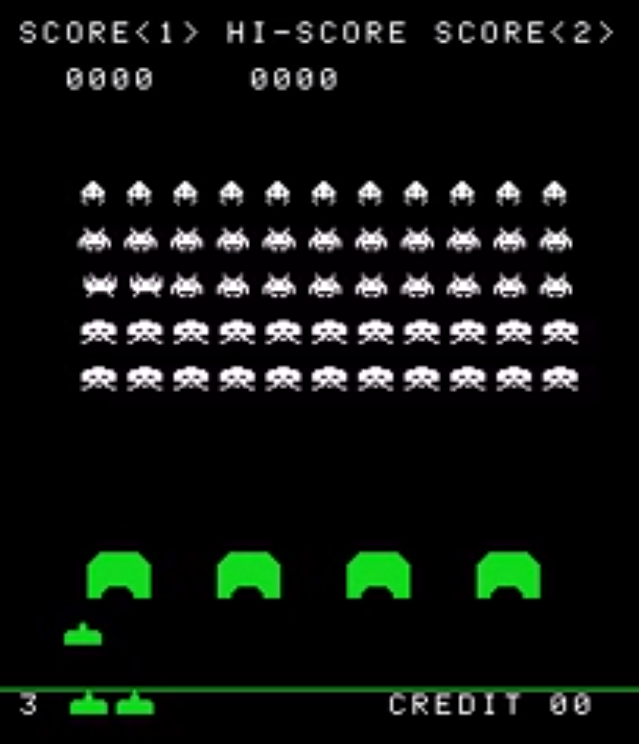 SCORE<1> HI-SCORE SCORE<2>
0000 0000
3 CREDIT 00